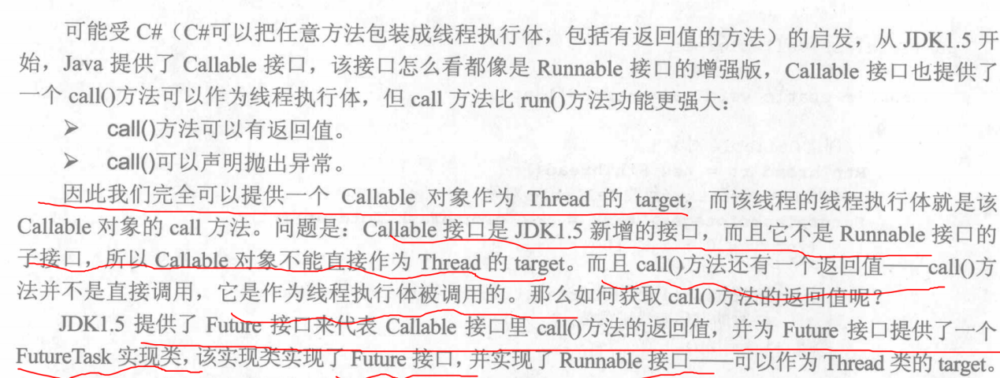 可能受 C#（C#可以把任意方法包装成线程执行体，包括有返回值的方法）的启发，从 JDK1.5 开
始，Java 提供了 Callable 接口，该接口怎么看都像是 Runnable 接口的增强版，Callable 接口也提供了
一个 call()方法可以作为线程执行体，但 call 方法比 run()方法功能更强大：
➢ call()方法可以有返回值。
➢ call()可以声明抛出异常。
因此我们完全可以提供一个 Callable 对象作为 Thread 的 target，而该线程的线程执行体就是该
Callable 对象的 call 方法。问题是：Callable 接口是 JDK1.5 新增的接口，而且它不是 Runnable 接口的
子接口，所以 Callable 对象不能直接作为 Thread 的 target。而且 call()方法还有一个返回值——call()方
法并不是直接调用，它是作为线程执行体被调用的。那么如何获取 call()方法的返回值呢？
JDK1.5 提供了 Future 接口来代表 Callable 接口里 call()方法的返回值，并为 Future 接口提供了一个
FutureTask 实现类，该实现类实现了 Future 接口，并实现了 Runnable 接口——可以作为 Thread 类的 target。